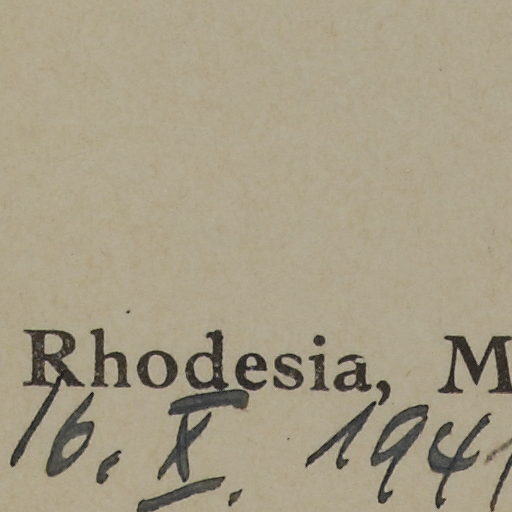 Rhodesia, M
16. X. 194